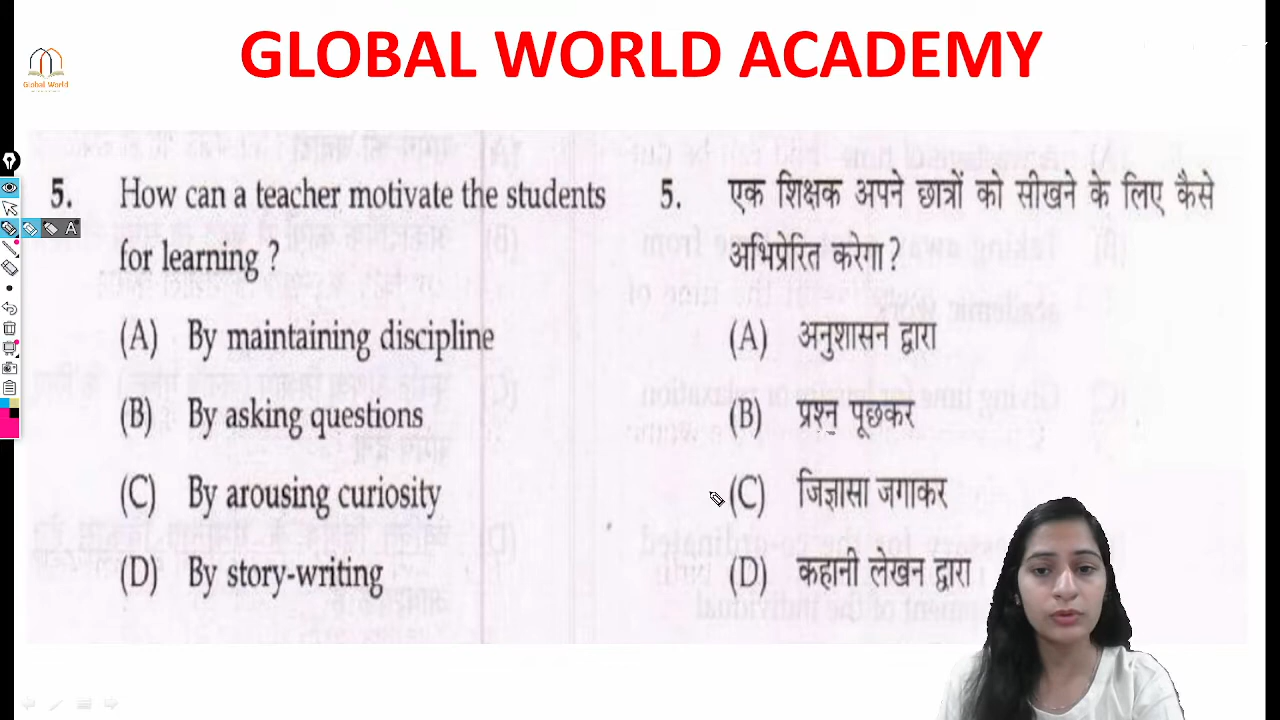 GLOBAL WORLD ACADEMY
Global World
5. How can a teacher motivate the students
for learning ?
(A) By maintaining discipline
(B) By asking questions
(C) By arousing curiosity
(D) By story-writing
5. एक शिक्षक अपने छात्रों को सीखने के लिए कैसे
अभिप्रेरित करेगा ?
(A) अनुशासन द्वारा
(B) प्रश्न पूछकर
(C) जिज्ञासा जगाकर
(D) कहानी लेखन द्वारा
A